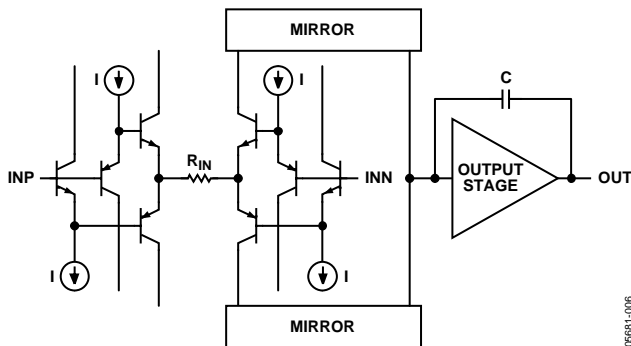 MIRROR
C
I
I
R_IN
INP
INN
OUTPUT
STAGE
OUT
I
I
MIRROR
05681-006